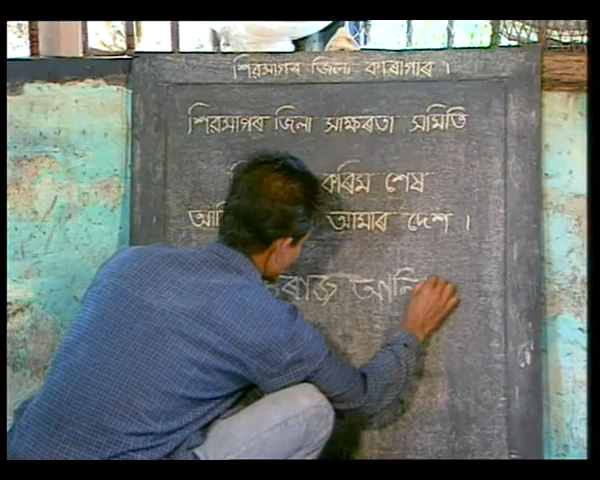 শিৱসাগৰ জিলা কাৰাগাৰ ।
শিৱসাগৰ জিলা সাক্ষৰতা সমিতি
কৰিম শেষ
আমাৰ দেশ ।